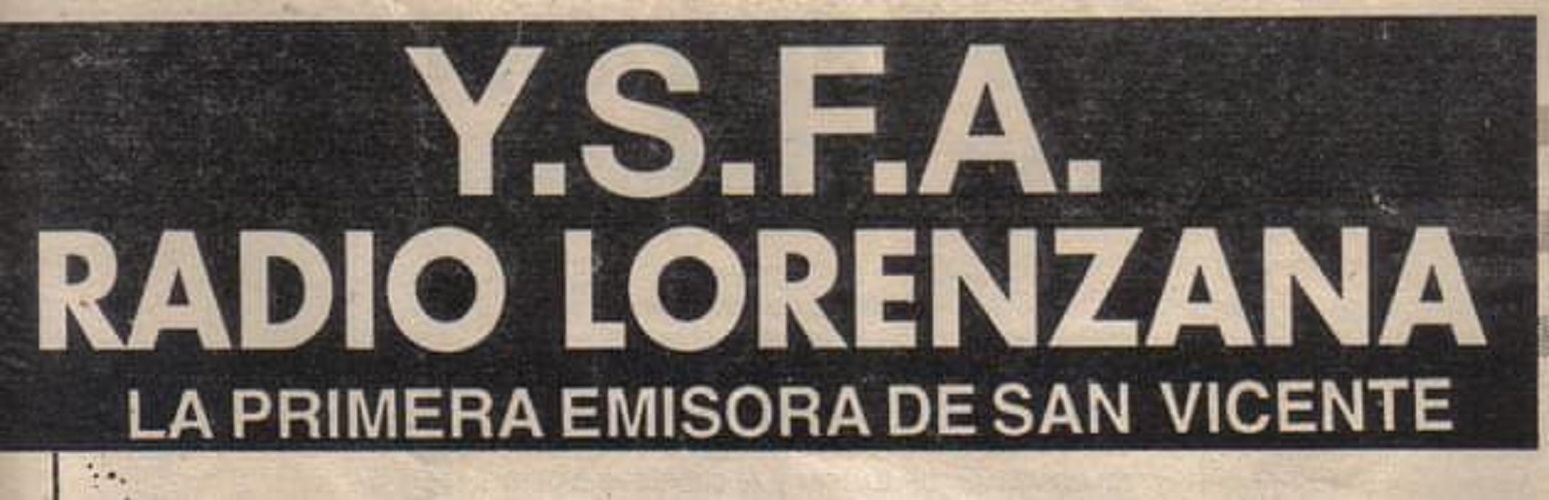 Y.S.F.A.
RADIO LORENZANA
LA PRIMERA EMISORA DE SAN VICENTE